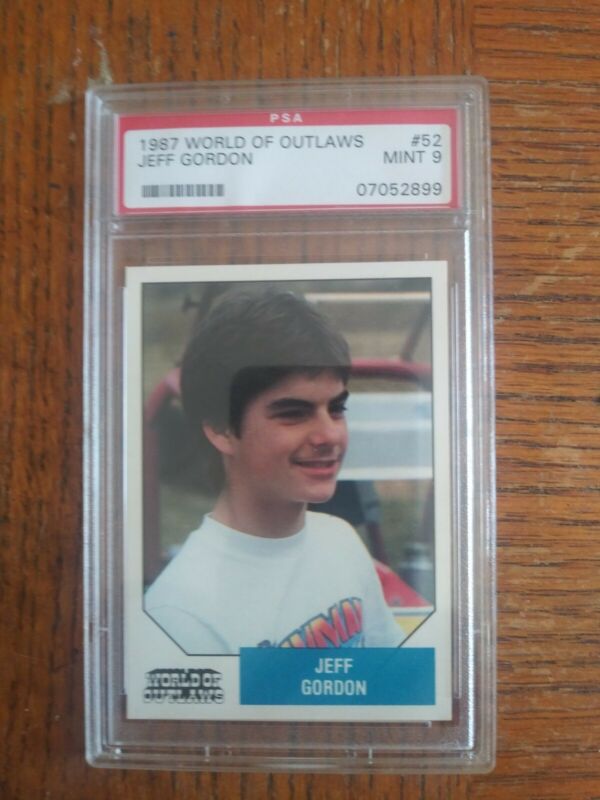 PSA
1987 WORLD OF OUTLAWS #52
JEFF GORDON MINT 9
07052899
JEFF
GORDON
WORLD OF
OUTLAWS